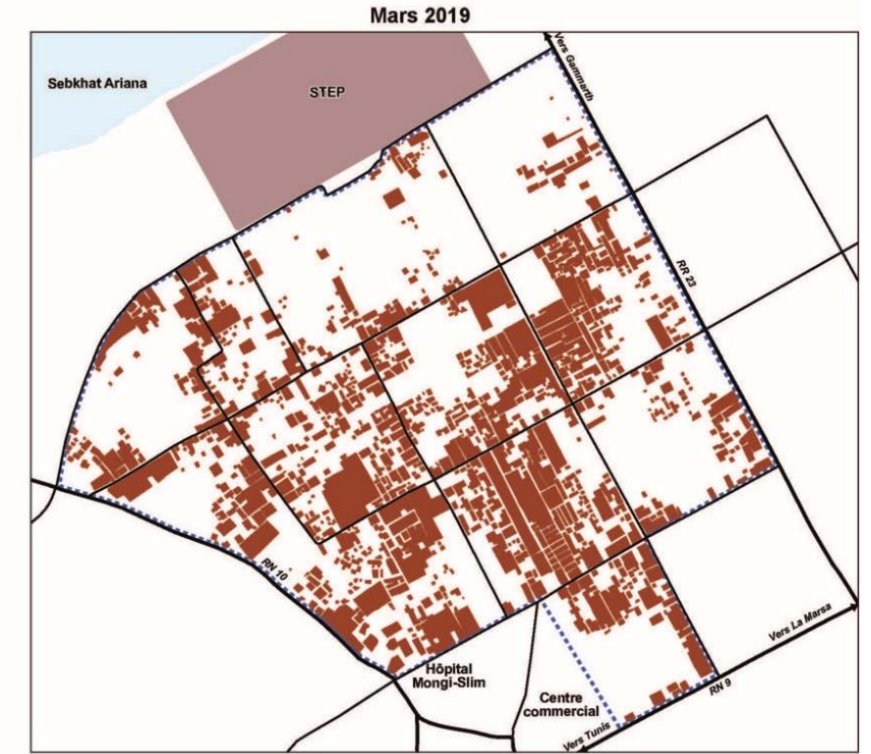 Mars 2019
Vers Gammarth
Sebkhat Ariana
STEP
RR 23
RN 10
Vers La Marsa
Hôpital
Mongi-Slim
RN 9
Centre
commercial
Vers Tunis